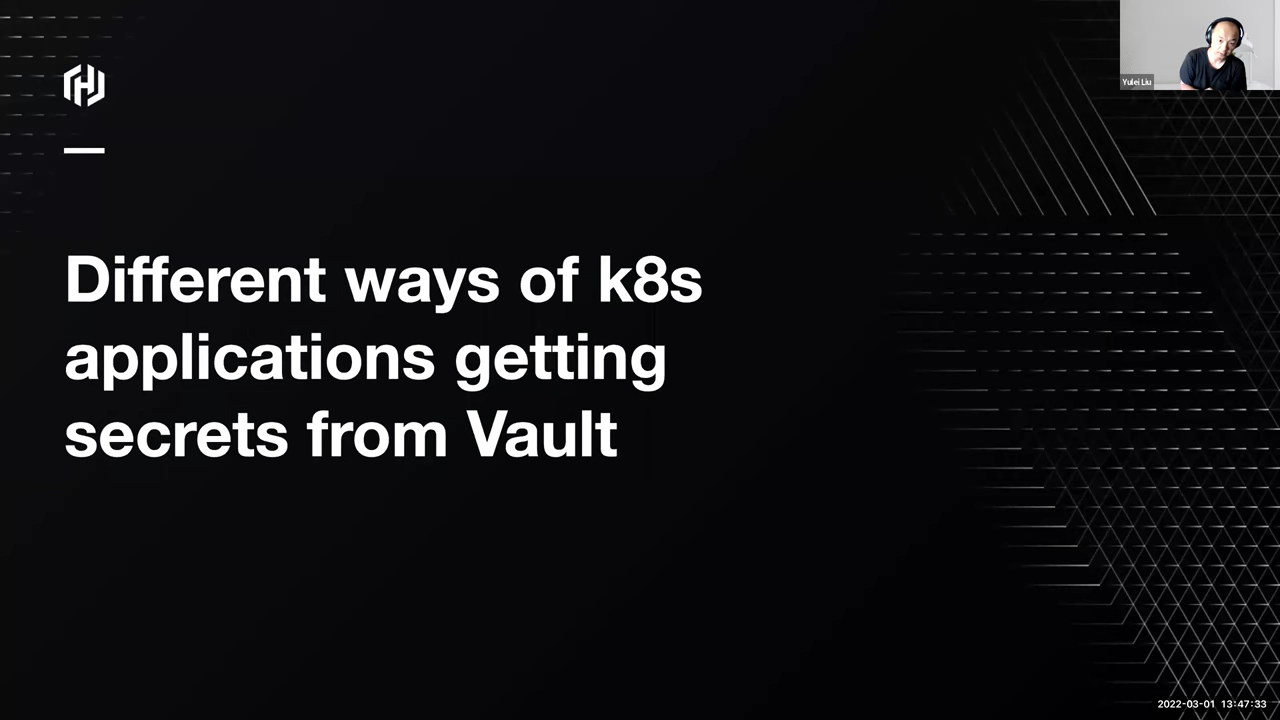 Yulei Liu
Different ways of k8s
applications getting
secrets from Vault
2022-03-01 13:47:33